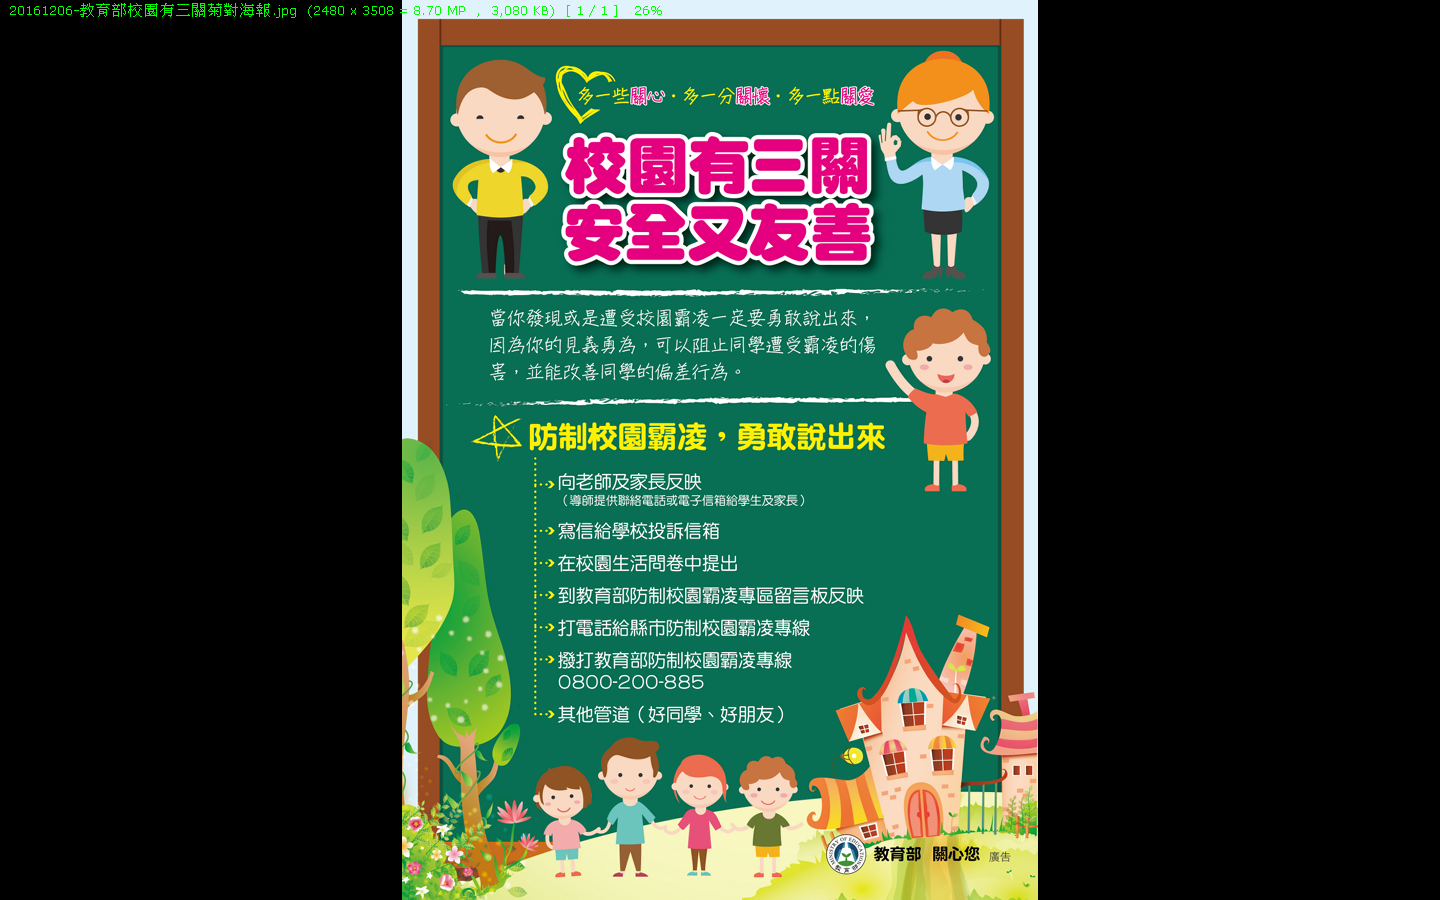 20161206-教育部校園有三關菊對海報.jpg (2480 x 3508 = 8.70 MP , 3,080 KB) [ 1 / 1 ] 26%
多一些關心・多一分關懷・多一點關愛
校園有三關
安全又友善
當你發現或是遭受校園霸凌一定要勇敢說出來，
因為你的見義勇為，可以阻止同學遭受霸凌的傷
害，並能改善同學的偏差行為。
防制校園霸凌，勇敢說出來
向老師及家長反映
（導師提供聯絡電話或電子信箱給學生及家長）
寫信給學校投訴信箱
在校園生活問卷中提出
到教育部防制校園霸凌專區留言板反映
打電話給縣市防制校園霸凌專線
撥打教育部防制校園霸凌專線
0800-200-885
其他管道（好同學、好朋友）
MINISTRY OF EDUCATION
教育部
教育部 關心您 廣告